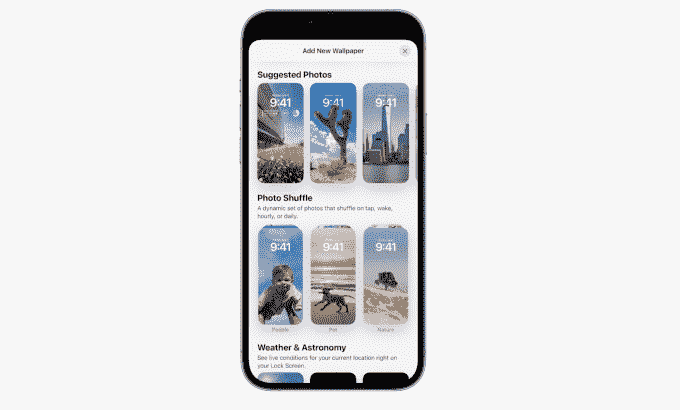 Add New Wallpaper
Suggested Photos
9:41
9:41
9:41
Photo Shuffle
A dynamic set of photos that shuffle on tap, wake,
hourly, or daily.
9:41
9:41
9:41
People
Pet
Nature
Weather & Astronomy
See live conditions for your current location right on
your Lock Screen.